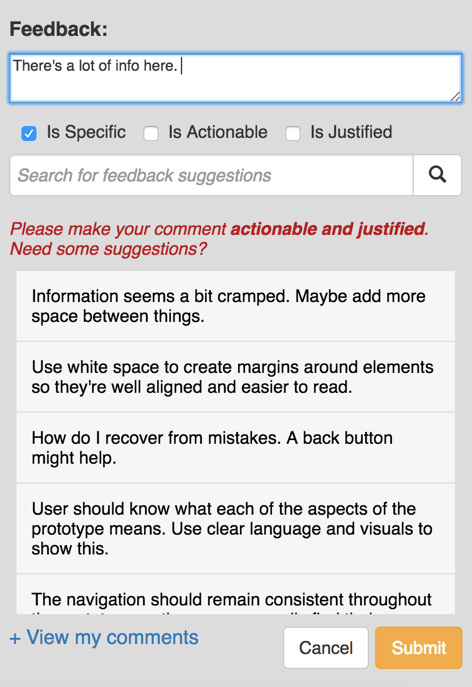 Feedback:
There's a lot of info here.
Is Specific
Is Actionable
Is Justified
Search for feedback suggestions
Please make your comment actionable and justified.
Need some suggestions?
Information seems a bit cramped. Maybe add more
space between things.
Use white space to create margins around elements
so they're well aligned and easier to read.
How do I recover from mistakes. A back button
might help.
User should know what each of the aspects of the
prototype means. Use clear language and visuals to
show this.
The navigation should remain consistent throughout
+ View my comments
Cancel
Submit